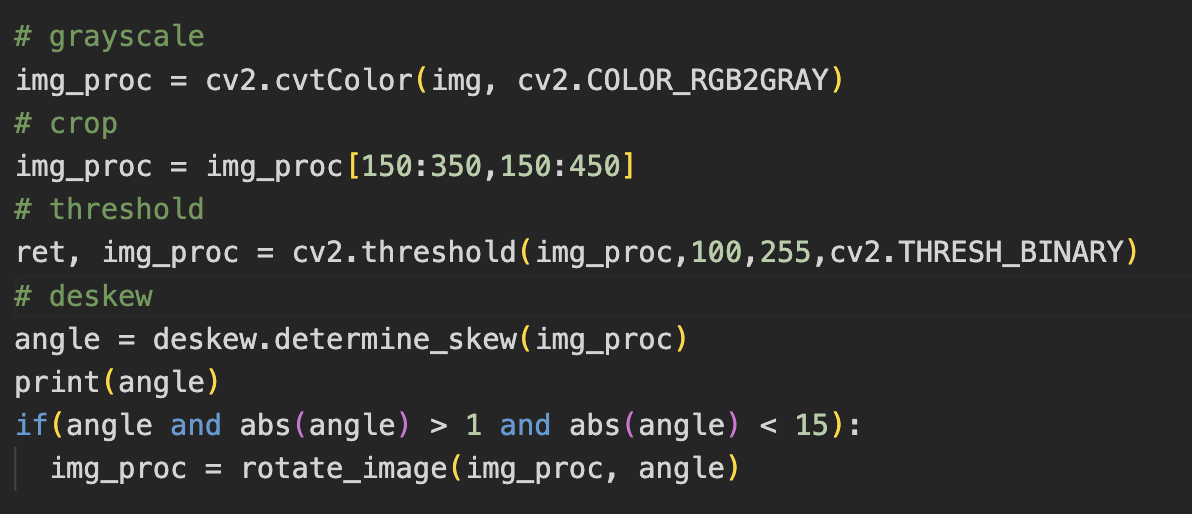 # grayscale
img_proc = cv2.cvtColor(img, cv2.COLOR_RGB2GRAY)
# crop
img_proc = img_proc[150:350,150:450]
# threshold
ret, img_proc = cv2.threshold(img_proc,100,255,cv2.THRESH_BINARY)
# deskew
angle = deskew.determine_skew(img_proc)
print(angle)
if(angle and abs(angle) > 1 and abs(angle) < 15):
  img_proc = rotate_image(img_proc, angle)